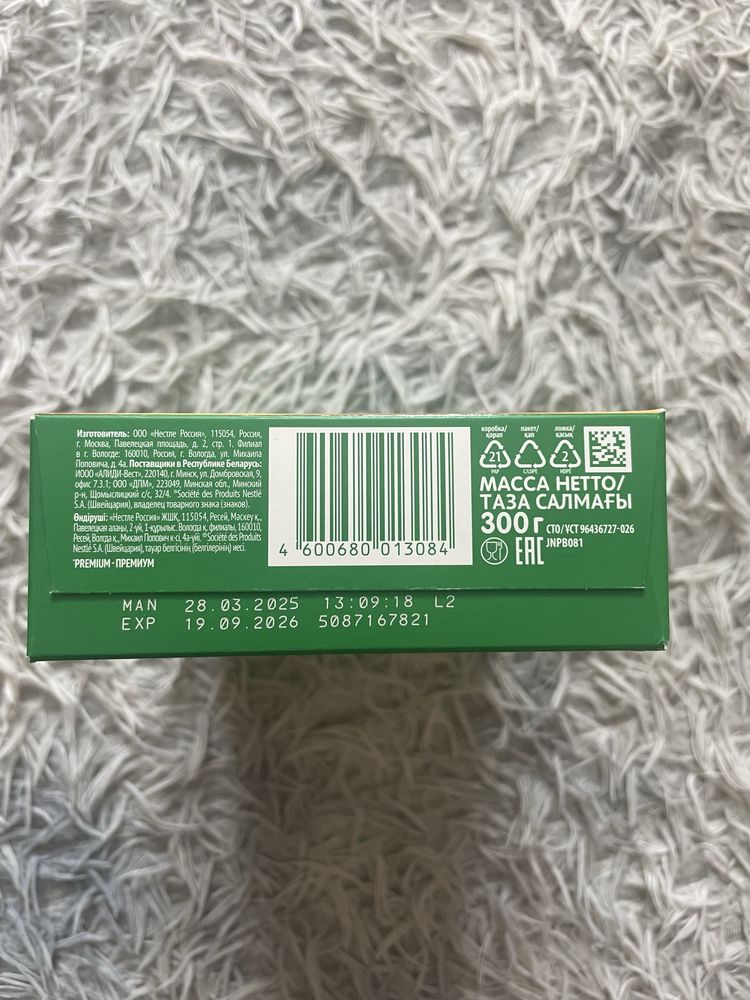 Изготовитель: ООО «Нестле Россия», 115054, Россия,
г. Москва, Павелецкая площадь, д. 2, стр. 1. Филиал
в г. Вологде: 160010, Россия, г. Вологда, ул. Михаила
Поповича, д. 4а. Поставщики в Республике Беларусь:
ИООО «АЛИДИ-Вест», 220140, г. Минск, ул. Домбровская, 9,
офис 7.3.1; ООО «ДПМ», 223049, Минская обл., Минский
р-н, Щомыслицкий с/с, 32/4. ®Société des Produits Nestlé
S.A. (Швейцария), владелец товарного знака (знаков).
Өндіруші: «Нестле Россия» ЖШҚ, 115054, Ресей, Мәскеу қ.,
Павелецкая алаңы, 2-үй, 1-құрылыс. Вологда қ. филиалы, 160010,
Ресей, Вологда қ., Михаил Попович к-сі, 4а-үйі. ®Société des Produits
Nestlé S.A. (Швейцария), тауар белгісінің (белгілерінің) иесі.
*PREMIUM - ПРЕМИУМ
4 600680 013084
коробка/ қорап
21
PAP
пакет/ қап
C/LDPE
ложка/ қасық
2
HDPE
МАССА НЕТТО/
ТАЗА САЛМАҒЫ
300 г СТО/ҰСТ 96436727-026
EAC JNPB081
MAN 28.03.2025 13:09:18 L2
EXP 19.09.2026 5087167821